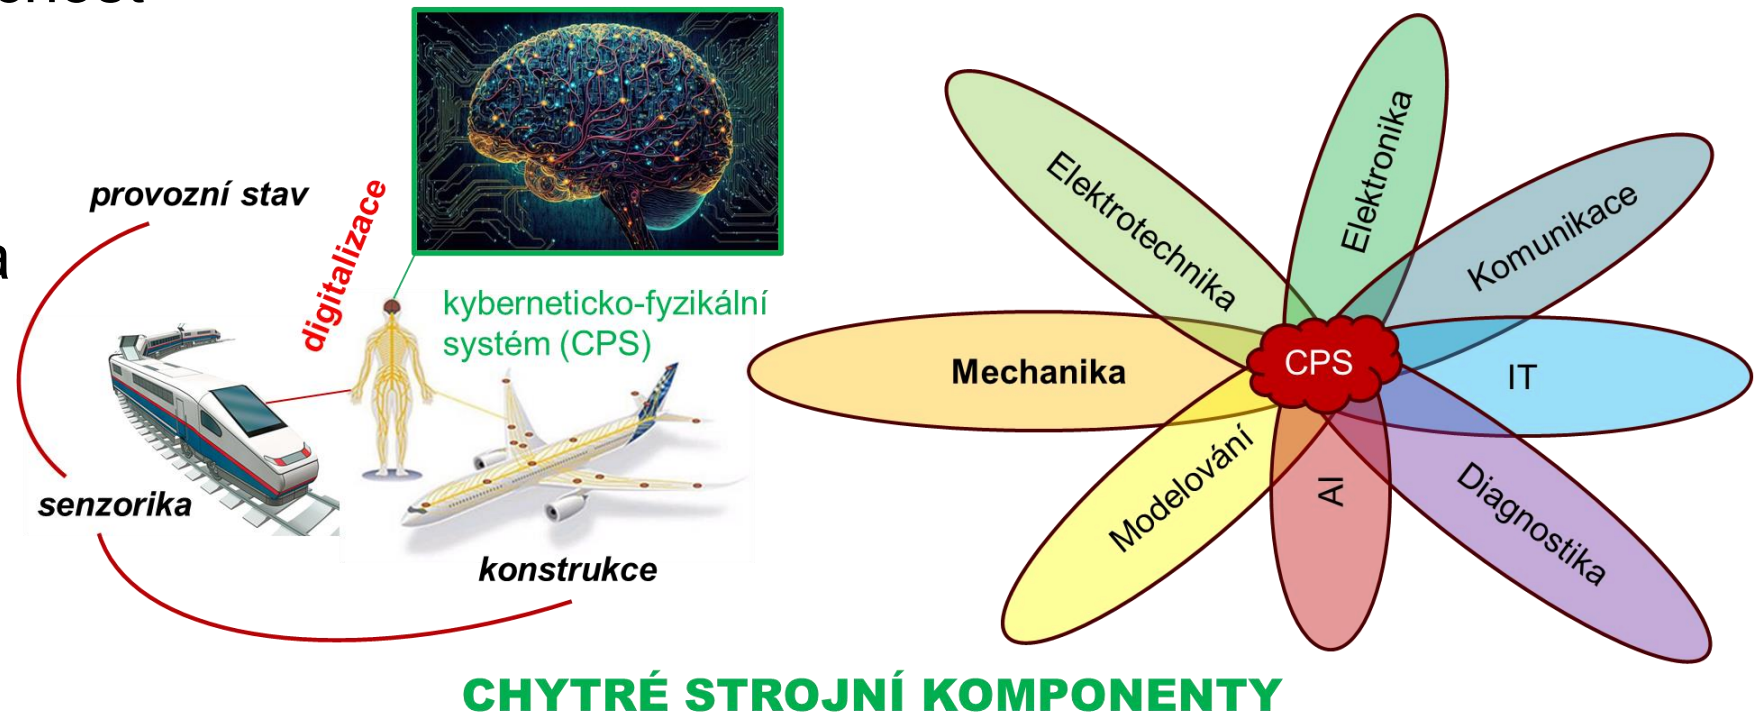 provozní stav
digitalizace
kyberneticko-fyzikální
systém (CPS)
senzorika
konstrukce
Elektrotechnika
Elektronika
Komunikace
Mechanika
CPS
IT
Modelování
AI
Diagnostika
CHYTRÉ STROJNÍ KOMPONENTY